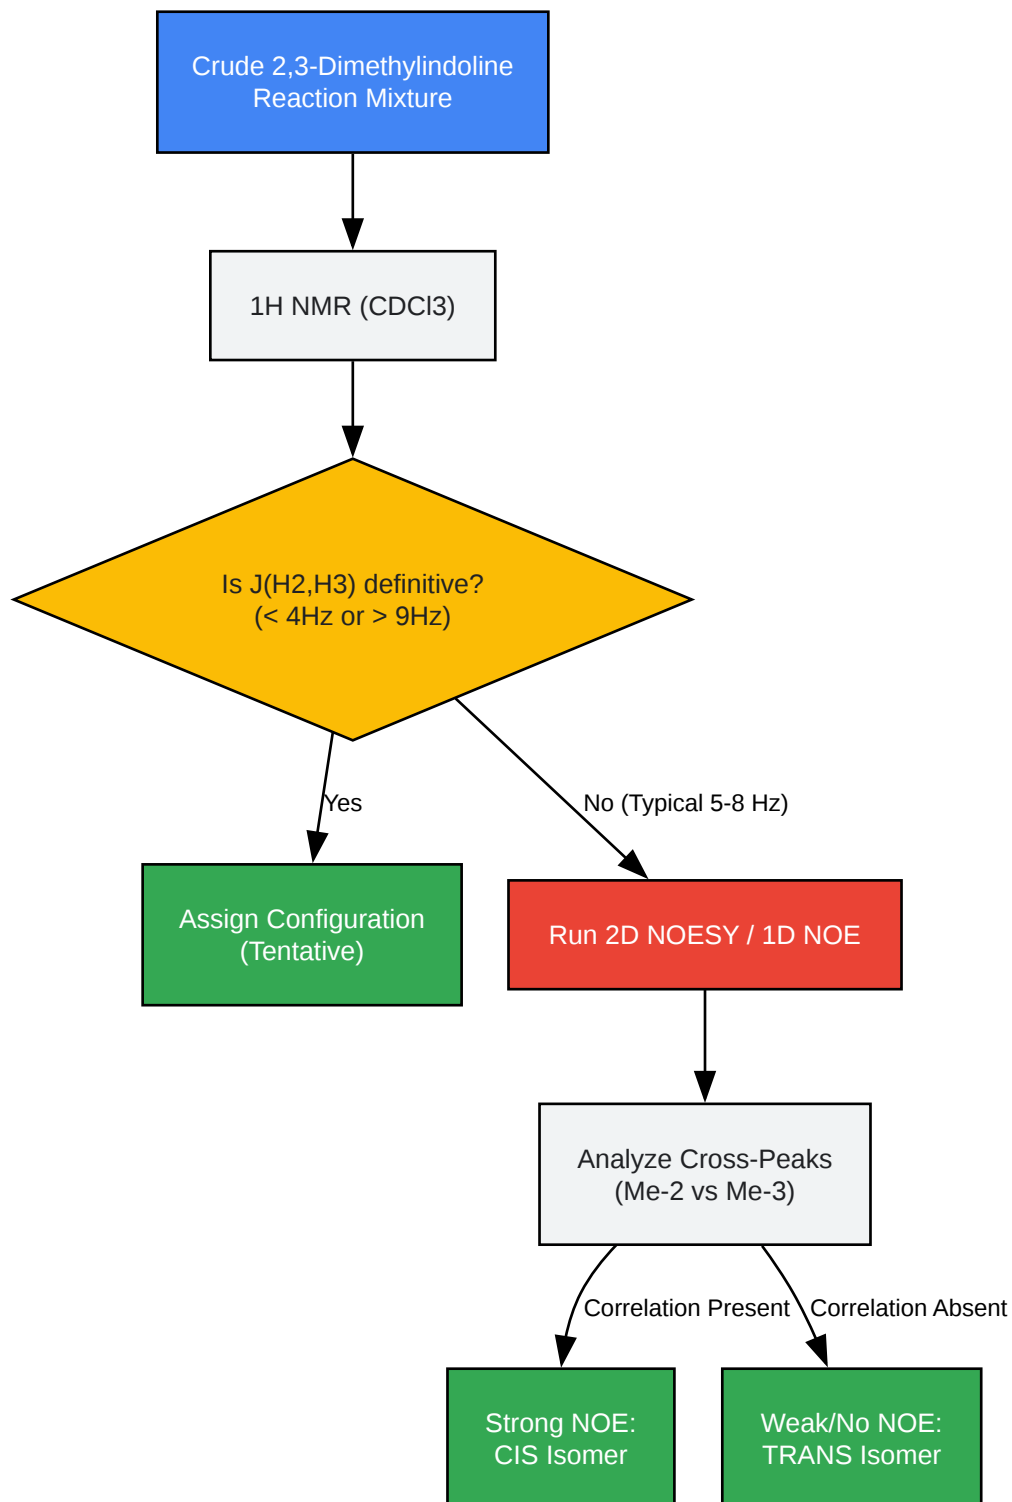 Crude 2,3-Dimethylindoline
Reaction Mixture
1H NMR (CDCl3)
Is J(H2,H3) definitive?
(< 4Hz or > 9Hz)
Yes
No (Typical 5-8 Hz)
Assign Configuration
(Tentative)
Run 2D NOESY / 1D NOE
Analyze Cross-Peaks
(Me-2 vs Me-3)
Correlation Present
Correlation Absent
Strong NOE:
CIS Isomer
Weak/No NOE:
TRANS Isomer